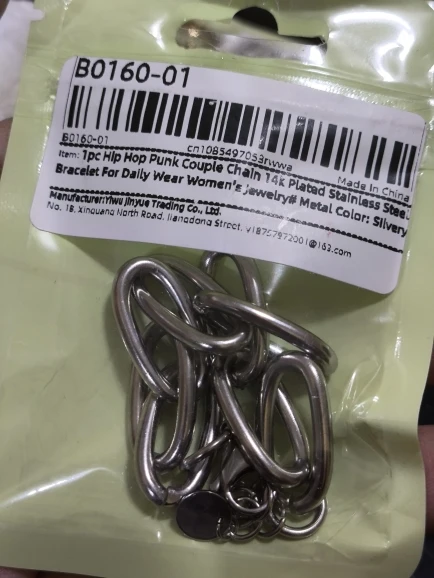 B0160-01
B0160-01
cn1085497053rwwa
Made In China
Item: 1pc Hip Hop Punk Couple Chain 14k Plated Stainless Steel
Bracelet For Daily Wear Women's Jewelry# Metal Color: Silvery
Manufacturer:Yiwu Jinyue Trading Co., Ltd.
No. 18, Xinguang North Road, Jiangdong Street, v18757972001@163.com